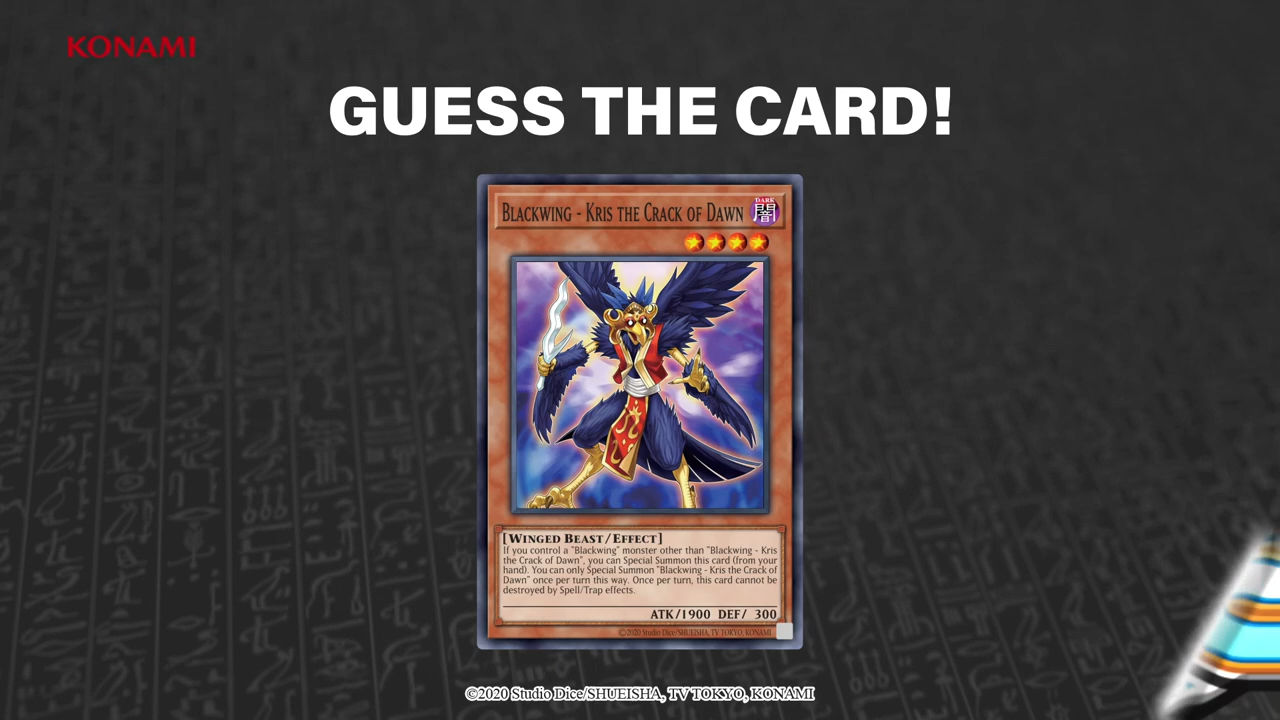 KONAMI
GUESS THE CARD!
BLACKWING - KRIS THE CRACK OF DAWN
DARK
闇
[WINGED BEAST/EFFECT]
If you control a "Blackwing" monster other than "Blackwing - Kris
the Crack of Dawn", you can Special Summon this card (from your
hand). You can only Special Summon "Blackwing - Kris the Crack of
Dawn" once per turn this way. Once per turn, this card cannot be
destroyed by Spell/Trap effects.
ATK/1900 DEF/ 300
©2020 Studio Dice/SHUEISHA, TV TOKYO, KONAMI
©2020 Studio Dice/SHUEISHA, TV TOKYO, KONAMI